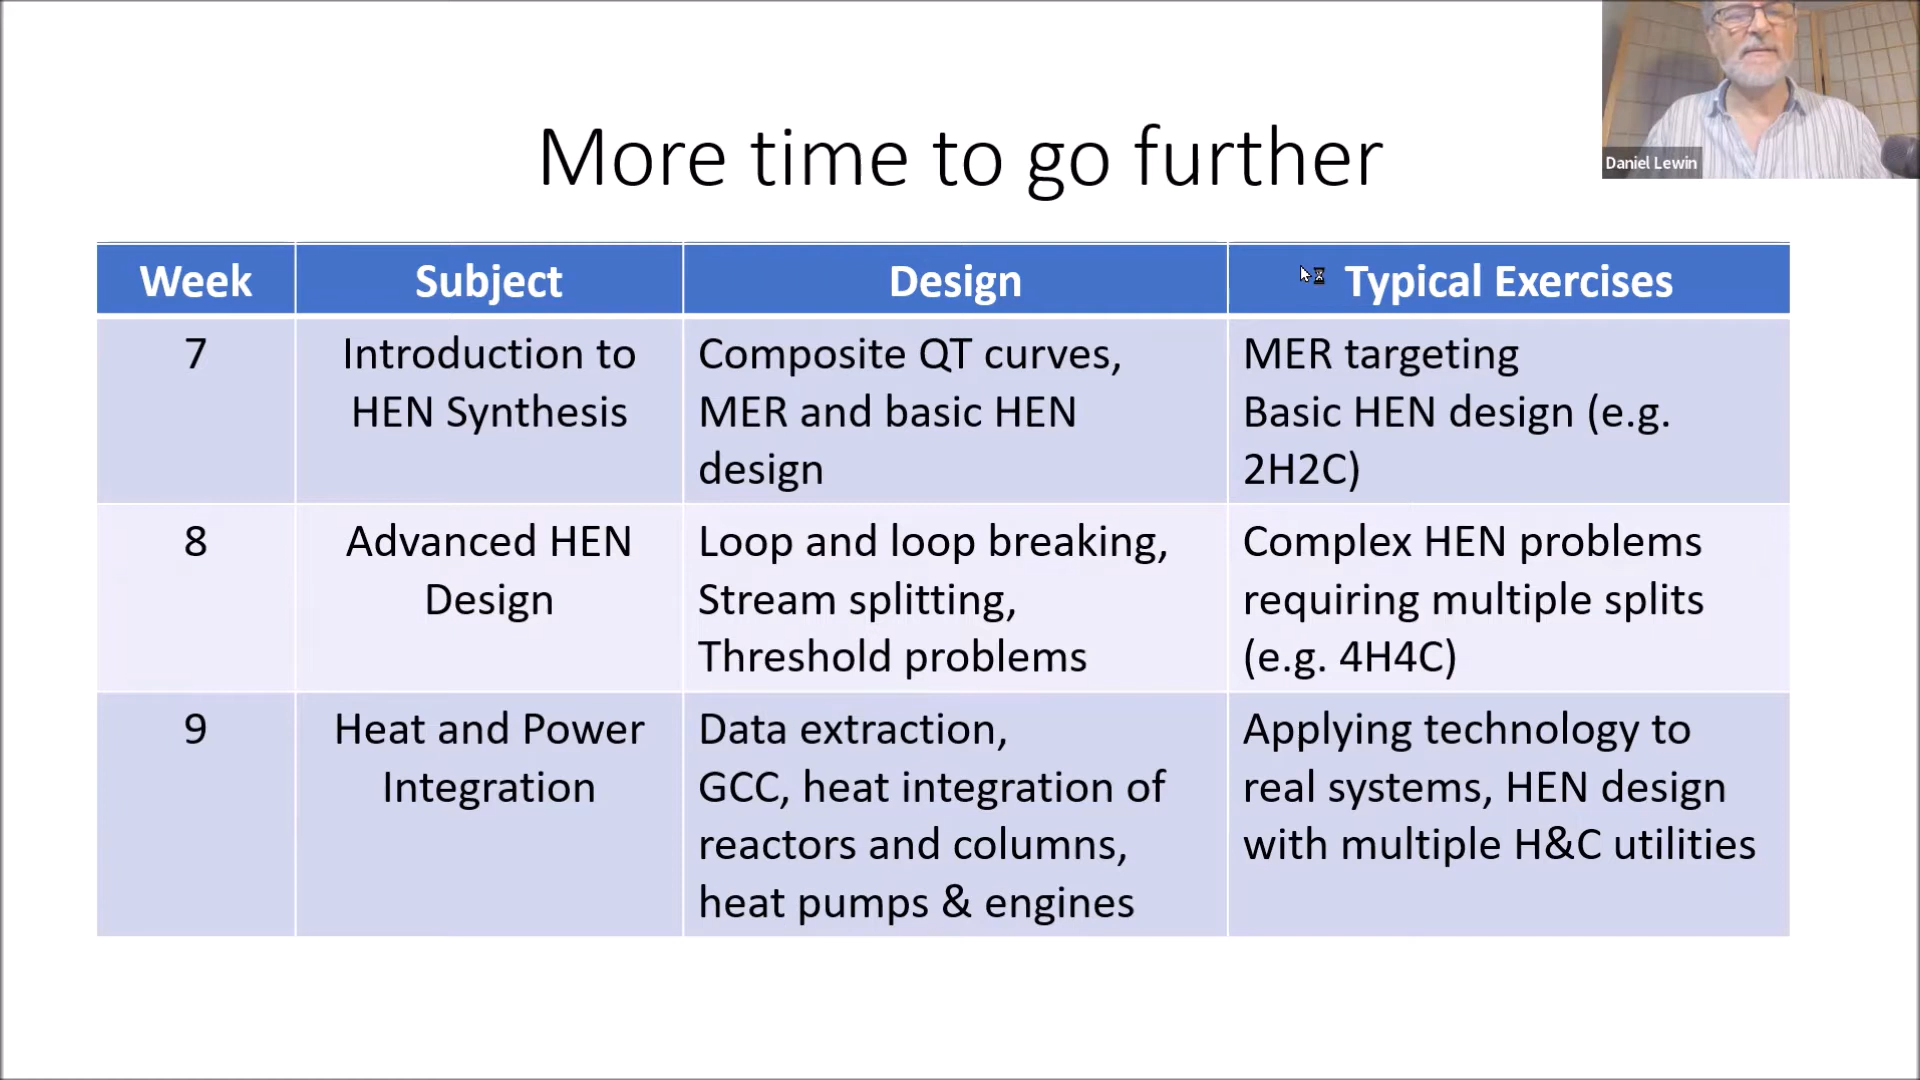 Daniel Lewin
More time to go further
Week
Subject
Design
Typical Exercises
7
Introduction to
HEN Synthesis
Composite QT curves,
MER and basic HEN
design
MER targeting
Basic HEN design (e.g.
2H2C)
8
Advanced HEN
Design
Loop and loop breaking,
Stream splitting,
Threshold problems
Complex HEN problems
requiring multiple splits
(e.g. 4H4C)
9
Heat and Power
Integration
Data extraction,
GCC, heat integration of
reactors and columns,
heat pumps & engines
Applying technology to
real systems, HEN design
with multiple H&C utilities